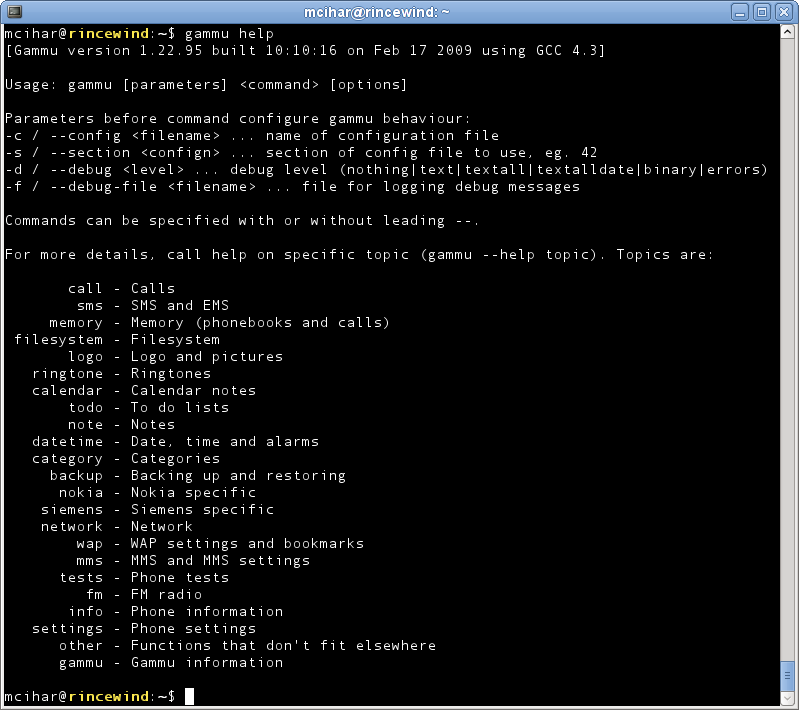 mcihar@rincewind: ~
mcihar@rincewind:~$ gammu help
[Gammu version 1.22.95 built 10:10:16 on Feb 17 2009 using GCC 4.3]
Usage: gammu [parameters] <command> [options]
Parameters before command configure gammu behaviour:
-c / --config <filename> ... name of configuration file
-s / --section <confign> ... section of config file to use, eg. 42
-d / --debug <level> ... debug level (nothing|text|textall|textalldate|binary|errors)
-f / --debug-file <filename> ... file for logging debug messages
Commands can be specified with or without leading --.
For more details, call help on specific topic (gammu --help topic). Topics are:
call - Calls
sms - SMS and EMS
memory - Memory (phonebooks and calls)
filesystem - Filesystem
logo - Logo and pictures
ringtone - Ringtones
calendar - Calendar notes
todo - To do lists
note - Notes
datetime - Date, time and alarms
category - Categories
backup - Backing up and restoring
nokia - Nokia specific
siemens - Siemens specific
network - Network
wap - WAP settings and bookmarks
mms - MMS and MMS settings
tests - Phone tests
fm - FM radio
info - Phone information
settings - Phone settings
other - Functions that don't fit elsewhere
gammu - Gammu information
mcihar@rincewind:~$